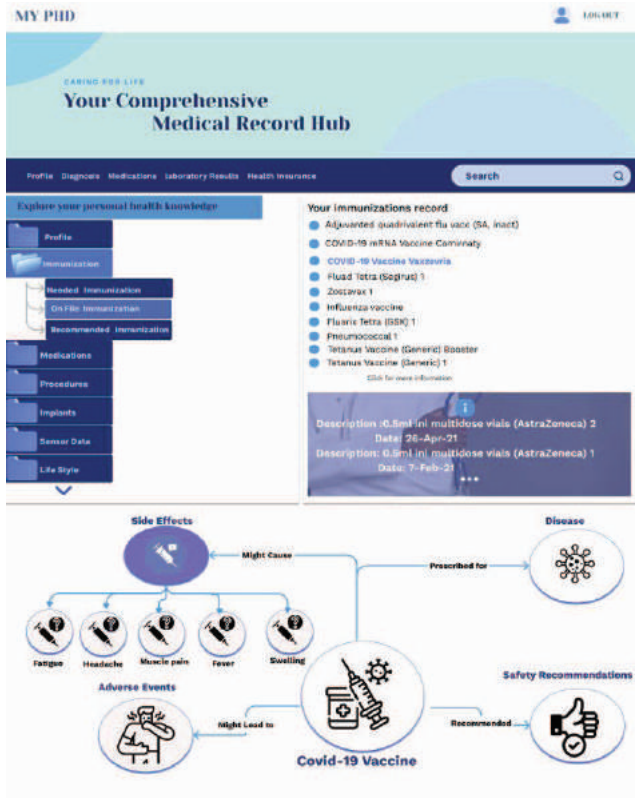 MY PHD
LOG OUT
CARING FOR LIFE
Your Comprehensive
Medical Record Hub
Profile Diagnosis Medications Laboratory Results Health Insurance
Search
Explore your personal health knowledge
Profile
Immunization
Needed Immunization
On File Immunization
Recommended Immunization
Medications
Procedures
Implants
Sensor Data
Life Style
Your immunizations record
Adjuvanted quadrivalent flu vacc (SA, inact)
COVID-19 mRNA Vaccine Comirnaty
COVID-19 Vaccine Vaxzevria
Fluad Tetra (Seqirus) 1
Zostavax 1
Influenza vaccine
Fluarix Tetra (GSK) 1
Pneumococcal 1
Tetanus Vaccine (Generic) Booster
Tetanus Vaccine (Generic) 1
Click for more information
i
Description :0.5ml inj multidose vials (AstraZeneca) 2
Date: 26-Apr-21
Description: 0.5ml inj multidose vials (AstraZeneca) 1
Date: 7-Feb-21
Side Effects
Disease
Might Cause
Prescribed for
Fatigue Headache Muscle pain Fever Swelling
Safety Recommendations
Adverse Events
Might Lead to
Recommended
Covid-19 Vaccine